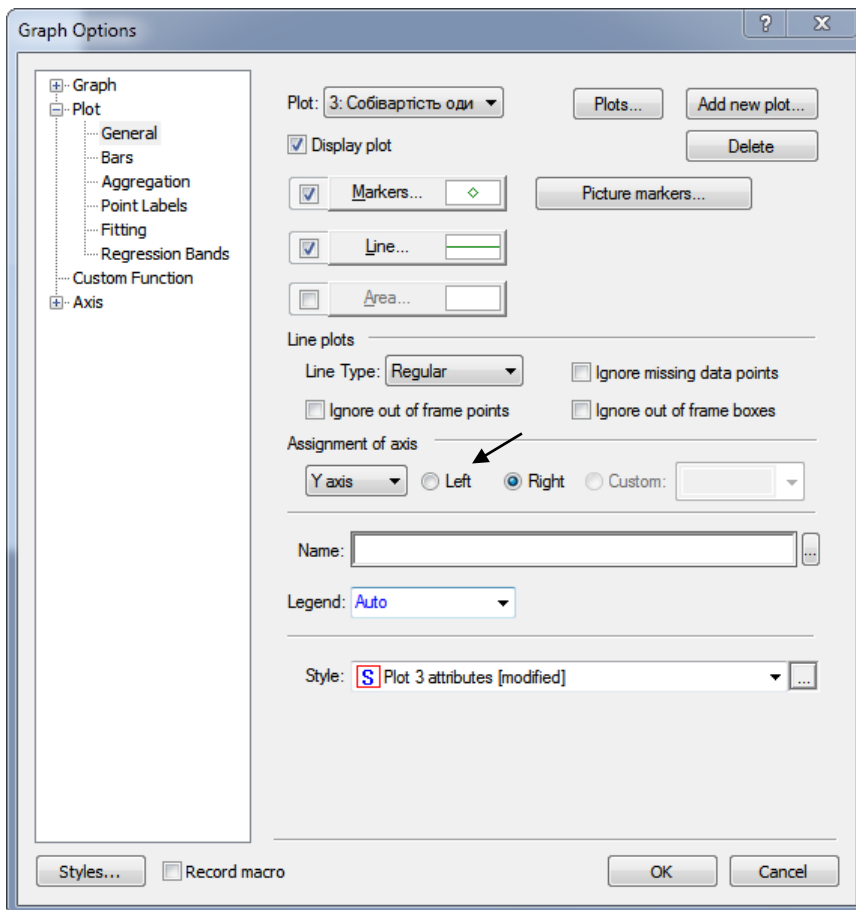 Graph Options
Graph
Plot
General
Bars
Aggregation
Point Labels
Fitting
Regression Bands
Custom Function
Axis
Plot: 3: Собівартість оди
Plots...
Add new plot...
Display plot
Delete
Markers...
Picture markers...
Line...
Area...
Line plots
Line Type: Regular
Ignore missing data points
Ignore out of frame points
Ignore out of frame boxes
Assignment of axis
Y axis
Left
Right
Custom:
Name:
...
Legend: Auto
Style: S Plot 3 attributes [modified]
...
Styles...
Record macro
OK
Cancel